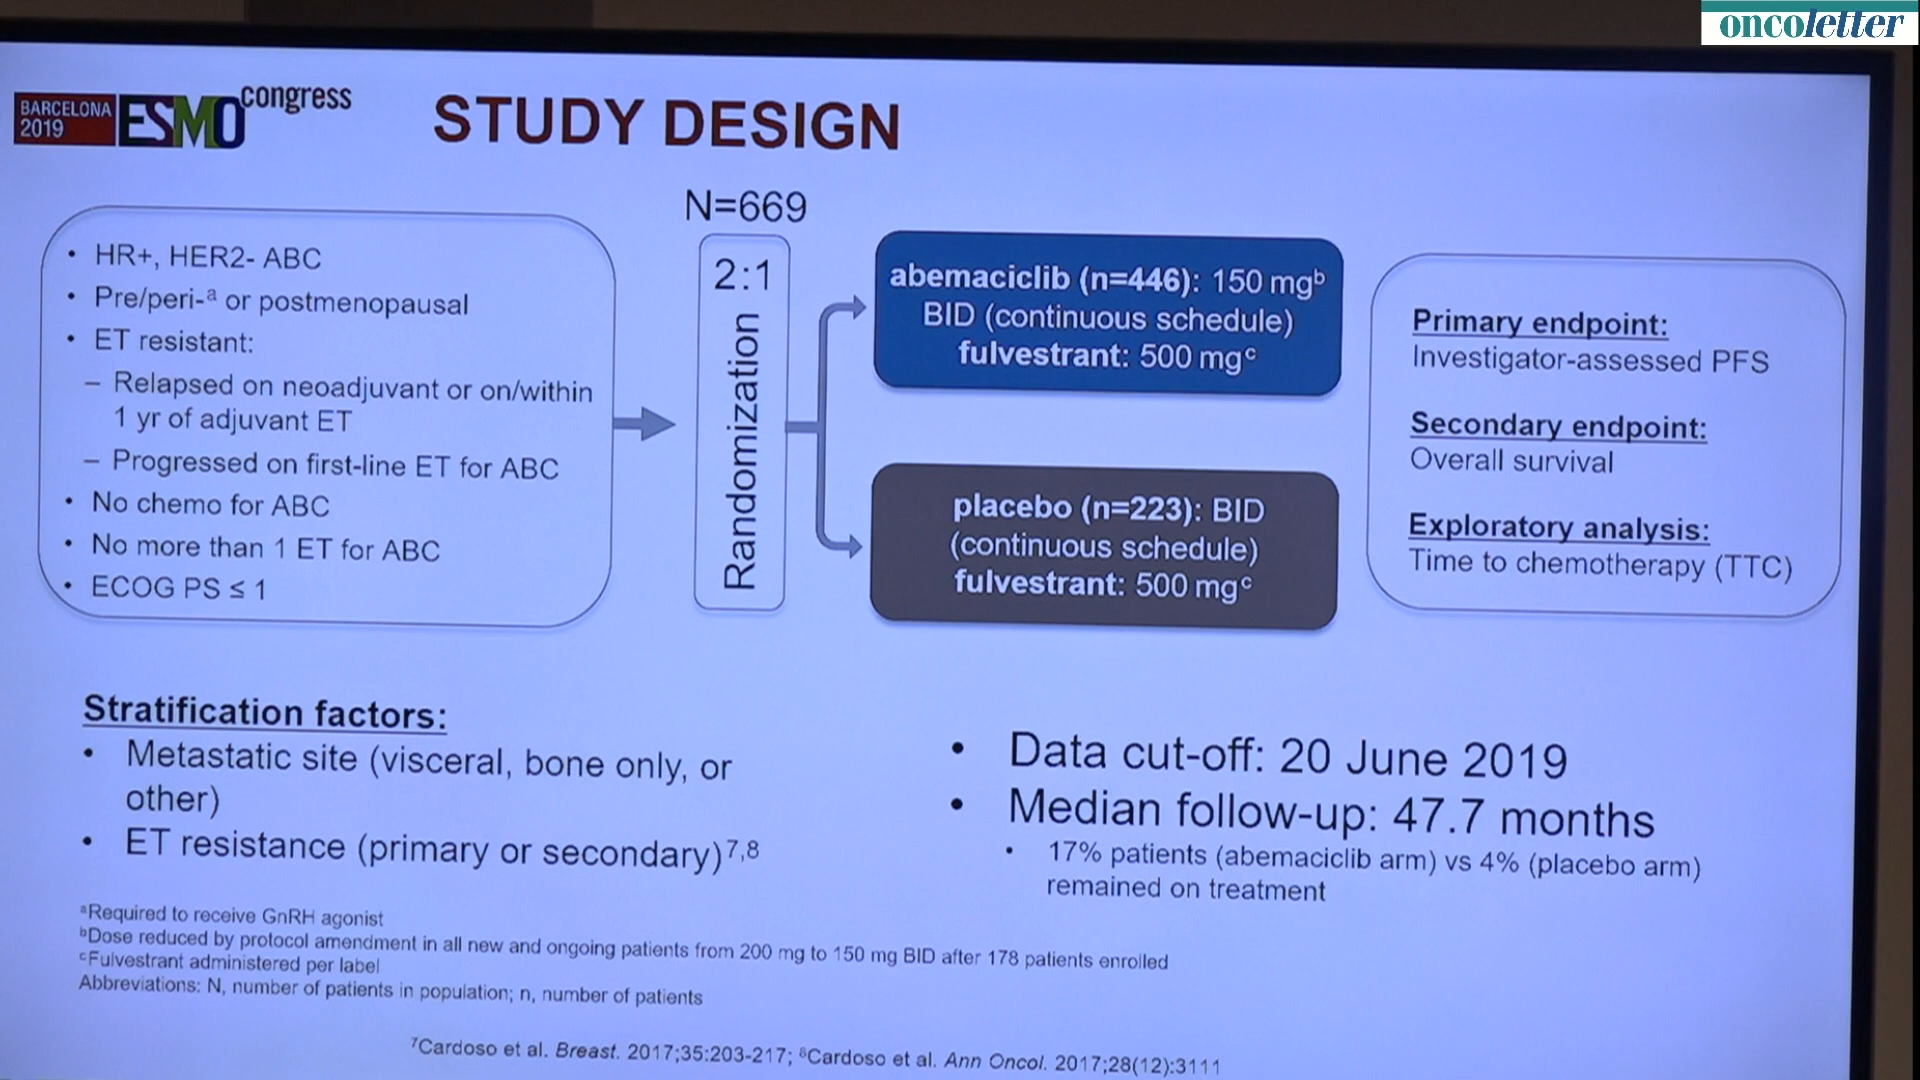 oncoletter
BARCELONA
2019
ESMO
congress
STUDY DESIGN
• HR+, HER2- ABC
• Pre/peri-ᵃ or postmenopausal
• ET resistant:
– Relapsed on neoadjuvant or on/within
1 yr of adjuvant ET
– Progressed on first-line ET for ABC
• No chemo for ABC
• No more than 1 ET for ABC
• ECOG PS ≤ 1
N=669
2:1
Randomization
abemaciclib (n=446): 150 mgᵇ
BID (continuous schedule)
fulvestrant: 500 mgᶜ
placebo (n=223): BID
(continuous schedule)
fulvestrant: 500 mgᶜ
Primary endpoint:
Investigator-assessed PFS
Secondary endpoint:
Overall survival
Exploratory analysis:
Time to chemotherapy (TTC)
Stratification factors:
• Metastatic site (visceral, bone only, or
other)
• ET resistance (primary or secondary)⁷,⁸
• Data cut-off: 20 June 2019
• Median follow-up: 47.7 months
• 17% patients (abemaciclib arm) vs 4% (placebo arm)
remained on treatment
ᵃRequired to receive GnRH agonist
ᵇDose reduced by protocol amendment in all new and ongoing patients from 200 mg to 150 mg BID after 178 patients enrolled
ᶜFulvestrant administered per label
Abbreviations: N, number of patients in population; n, number of patients
⁷Cardoso et al. Breast. 2017;35:203-217; ⁸Cardoso et al. Ann Oncol. 2017;28(12):3111